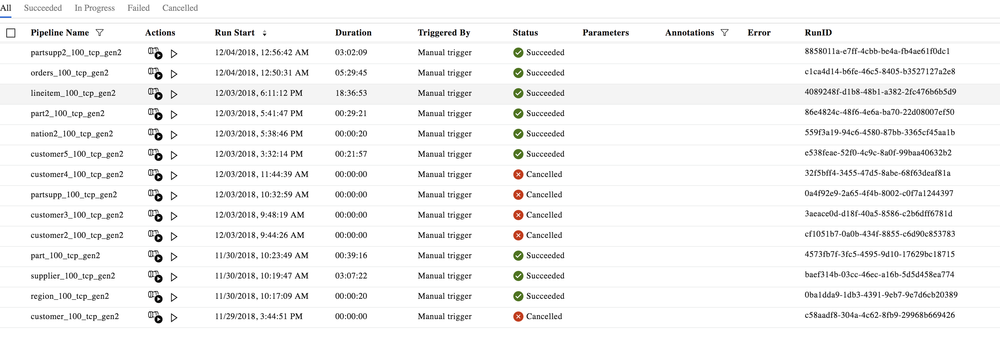 All Succeeded In Progress Failed Cancelled
Pipeline Name Actions Run Start Duration Triggered By Status Parameters Annotations Error RunID
partsupp2_100_tcp_gen2 12/04/2018, 12:56:42 AM 03:02:09 Manual trigger Succeeded 8858011a-e7ff-4cbb-be4a-fb4ae61f0dc1
orders_100_tcp_gen2 12/04/2018, 12:50:31 AM 05:29:45 Manual trigger Succeeded c1ca4d14-b6fe-46c5-8405-b3527127a2e8
lineitem_100_tcp_gen2 12/03/2018, 6:11:12 PM 18:36:53 Manual trigger Succeeded 4089248f-d1b8-48b1-a382-2fc476b6b5d9
part2_100_tcp_gen2 12/03/2018, 5:41:47 PM 00:29:21 Manual trigger Succeeded 86e4824c-48f6-4e6a-ba70-22d08007ef50
nation2_100_tcp_gen2 12/03/2018, 5:38:46 PM 00:00:20 Manual trigger Succeeded 559f3a19-94c6-4580-87bb-3365cf45aa1b
customer5_100_tcp_gen2 12/03/2018, 3:32:14 PM 00:21:57 Manual trigger Succeeded e538feae-52f0-4c9c-8a0f-99baa40632b2
customer4_100_tcp_gen2 12/03/2018, 11:44:39 AM 00:00:00 Manual trigger Cancelled 32f5bff4-3455-47d5-8abe-68f63deaf81a
partsupp_100_tcp_gen2 12/03/2018, 10:32:59 AM 00:00:00 Manual trigger Cancelled 0a4f92e9-2a65-4f4b-8002-c0f7a1244397
customer3_100_tcp_gen2 12/03/2018, 9:48:19 AM 00:00:00 Manual trigger Cancelled 3aeace0d-d18f-40a5-8586-c2b6dff6781d
customer2_100_tcp_gen2 12/03/2018, 9:44:26 AM 00:00:00 Manual trigger Cancelled cf1051b7-0a0b-434f-8855-c6d90c853783
part_100_tcp_gen2 11/30/2018, 10:23:49 AM 00:39:16 Manual trigger Succeeded 4573fb7f-3fc5-4595-9d10-17629bc18715
supplier_100_tcp_gen2 11/30/2018, 10:19:47 AM 03:07:22 Manual trigger Succeeded baef314b-03cc-46ec-a16b-5d5d458ea774
region_100_tcp_gen2 11/30/2018, 10:17:09 AM 00:00:20 Manual trigger Succeeded 0ba1dda9-1db3-4391-9eb7-9e7d6cb20389
customer_100_tcp_gen2 11/29/2018, 3:44:51 PM 00:00:00 Manual trigger Cancelled c58aadf8-304a-4c62-8fb9-29968b669426